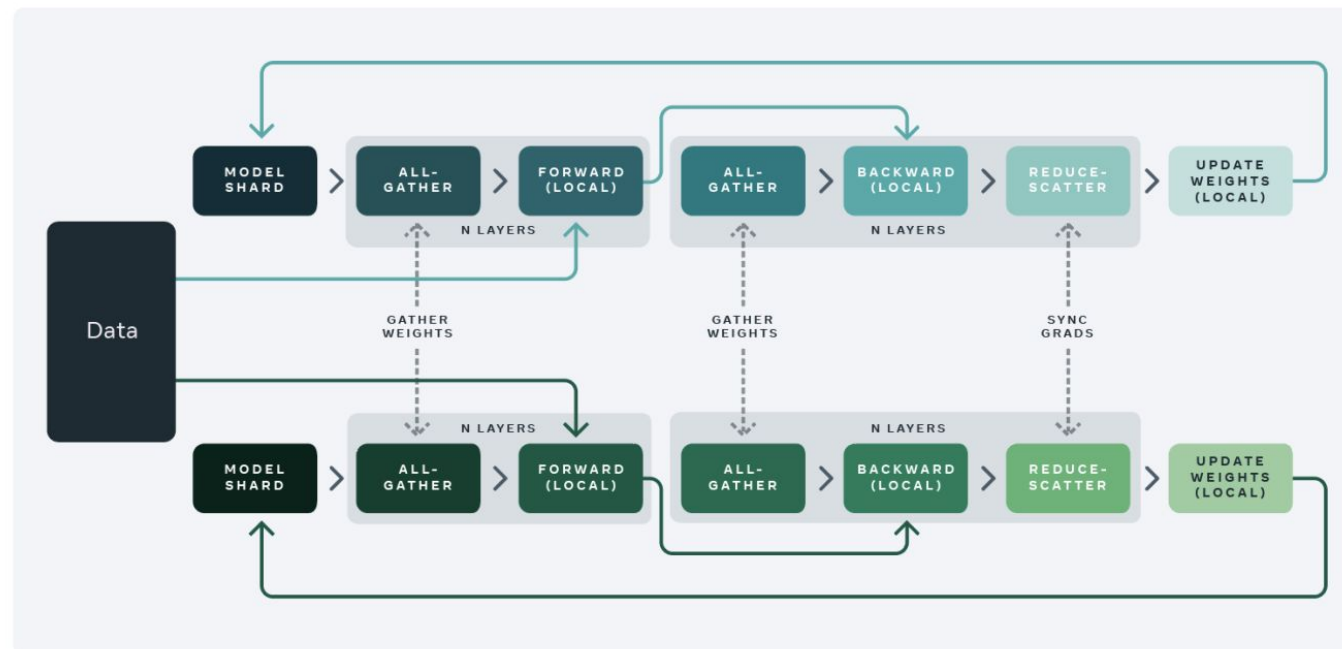 MODEL
SHARD
ALL-
GATHER
FORWARD
(LOCAL)
N LAYERS
ALL-
GATHER
BACKWARD
(LOCAL)
REDUCE-
SCATTER
N LAYERS
UPDATE
WEIGHTS
(LOCAL)
Data
GATHER
WEIGHTS
GATHER
WEIGHTS
SYNC
GRADS
MODEL
SHARD
N LAYERS
ALL-
GATHER
FORWARD
(LOCAL)
N LAYERS
ALL-
GATHER
BACKWARD
(LOCAL)
REDUCE-
SCATTER
UPDATE
WEIGHTS
(LOCAL)